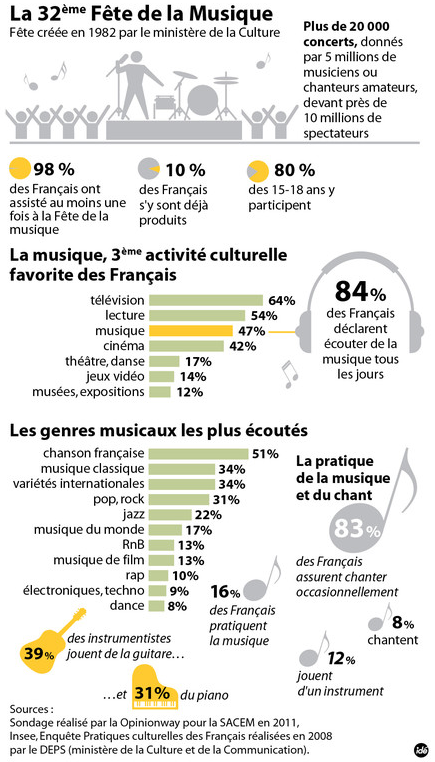 La 32ème Fête de la Musique
Fête créée en 1982 par le ministère de la Culture
Plus de 20 000
concerts, donnés
par 5 millions de
musiciens ou
chanteurs amateurs,
devant près de
10 millions de
spectateurs
98 %
des Français ont
assisté au moins une
fois à la Fête de la
musique
10 %
des Français
s'y sont déjà
produits
80 %
des 15-18 ans y
participent
La musique, 3ème activité culturelle
favorite des Français
télévision 64%
lecture 54%
musique 47%
cinéma 42%
théâtre, danse 17%
jeux vidéo 14%
musées, expositions 12%
84%
des Français
déclarent
écouter de la
musique tous
les jours
Les genres musicaux les plus écoutés
chanson française 51%
musique classique 34%
variétés internationales 34%
pop, rock 31%
jazz 22%
musique du monde 17%
RnB 13%
musique de film 13%
rap 10%
électroniques, techno 9%
dance 8%
La pratique
de la musique
et du chant
83%
des Français
assurent chanter
occasionnellement
16%
des Français
pratiquent
la musique
8%
chantent
12%
jouent
d'un instrument
39%
des instrumentistes
jouent de la guitare...
...et 31% du piano
Sources :
Sondage réalisé par la Opinionway pour la SACEM en 2011,
Insee, Enquête Pratiques culturelles des Français réalisées en 2008
par le DEPS (ministère de la Culture et de la Communication).
idé